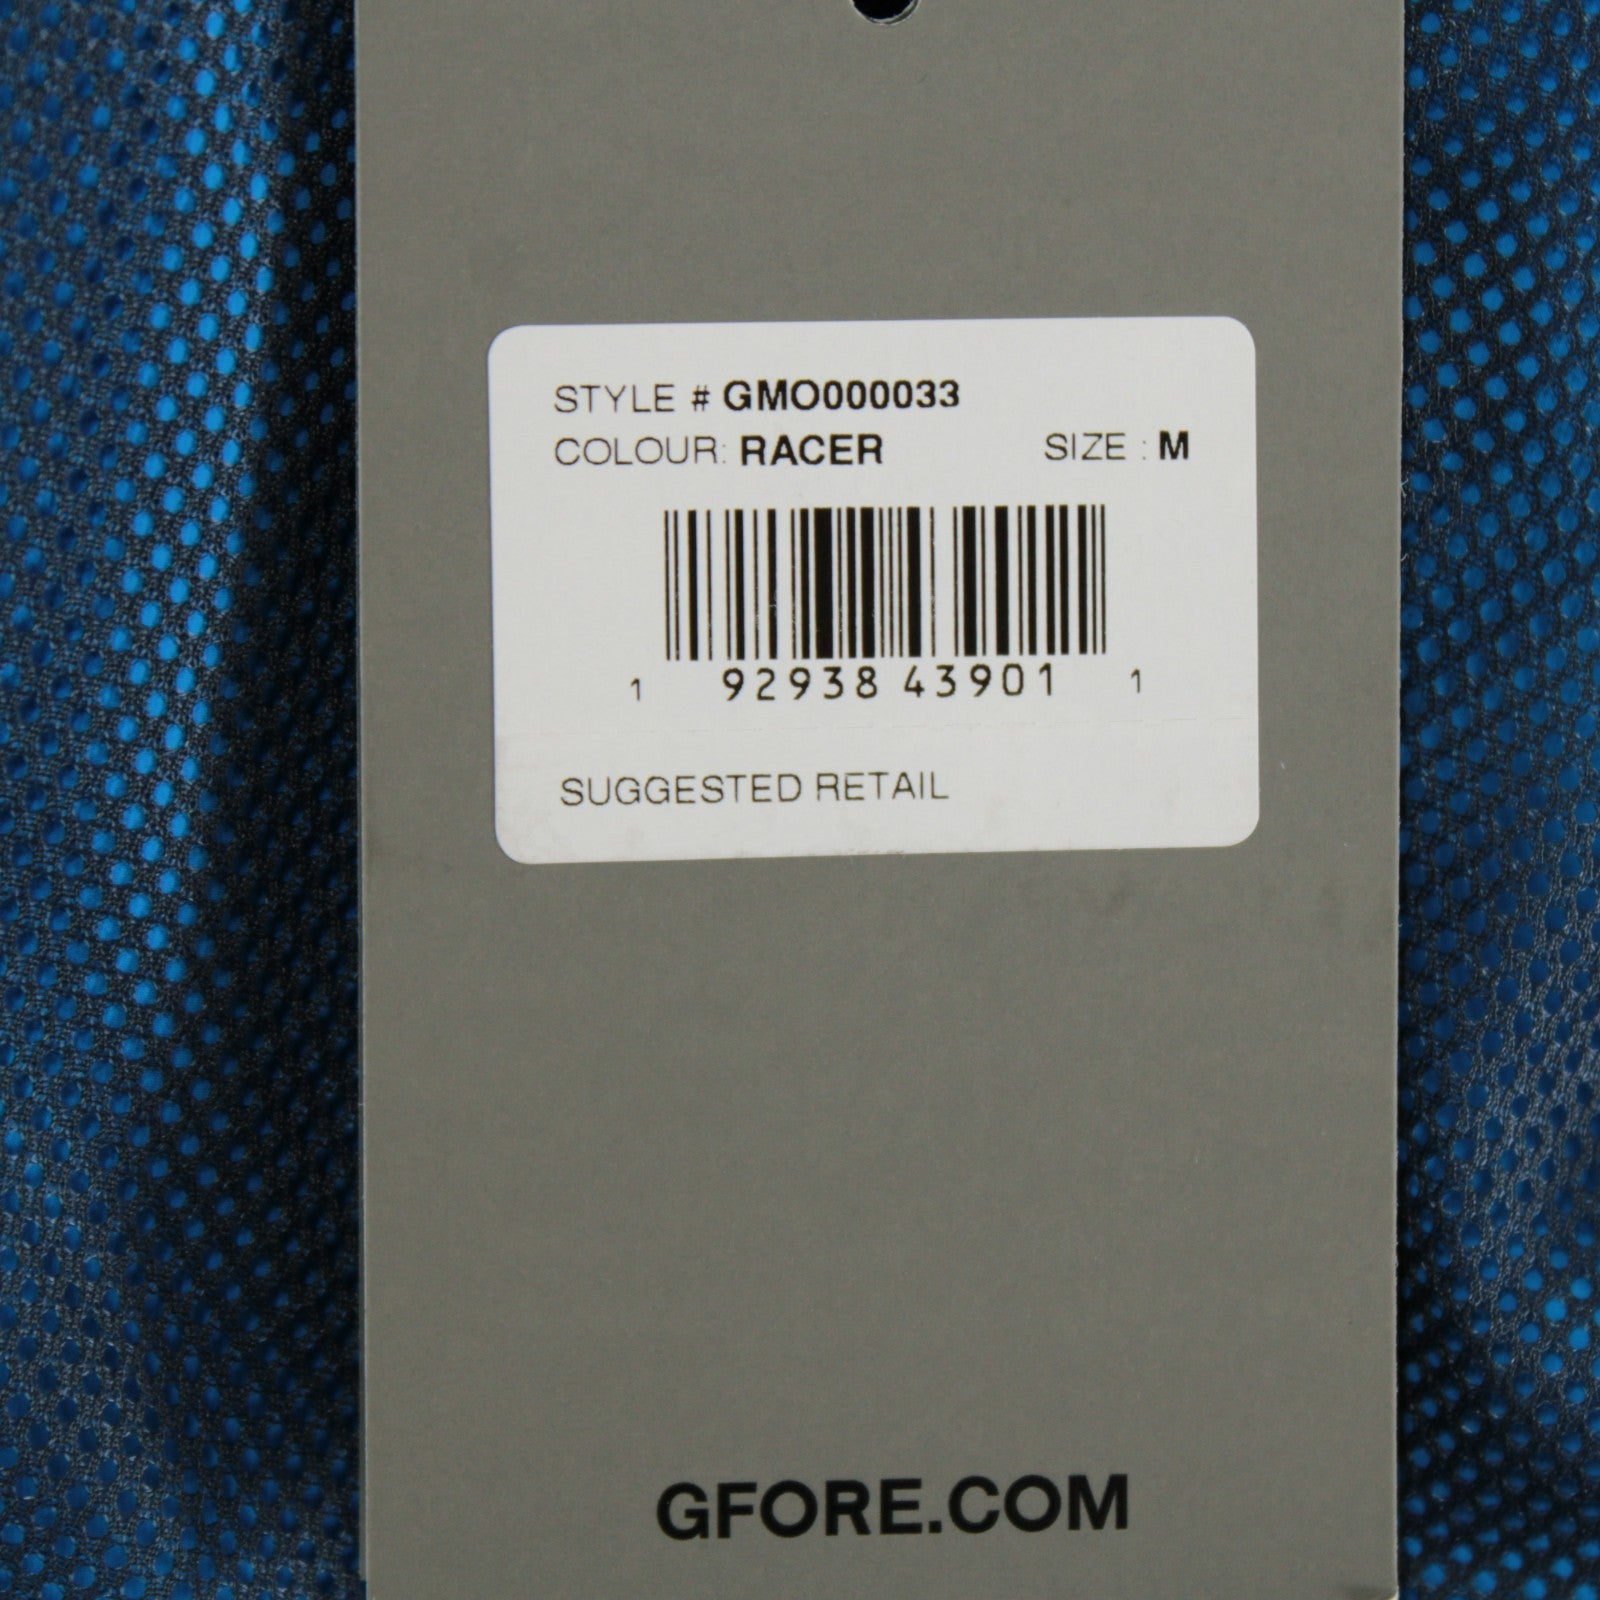 STYLE # GMO000033
COLOUR: RACER SIZE : M
1 92938 43901 1
SUGGESTED RETAIL
GFORE.COM